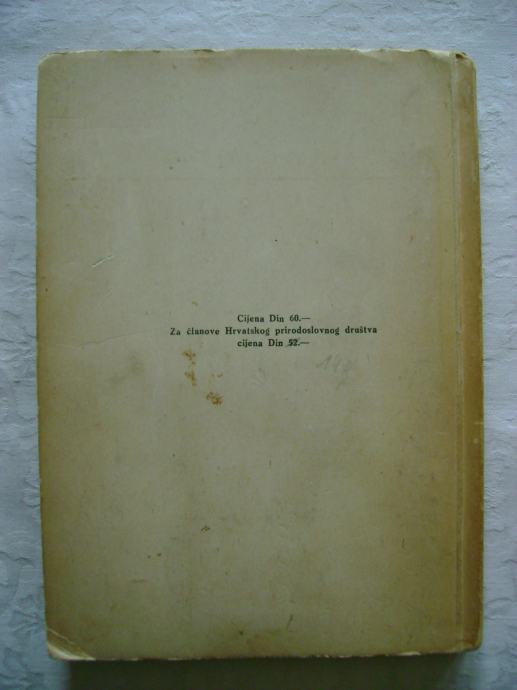 Cijena Din 60.—
Za članove Hrvatskog prirodoslovnog društva
cijena Din 52.—